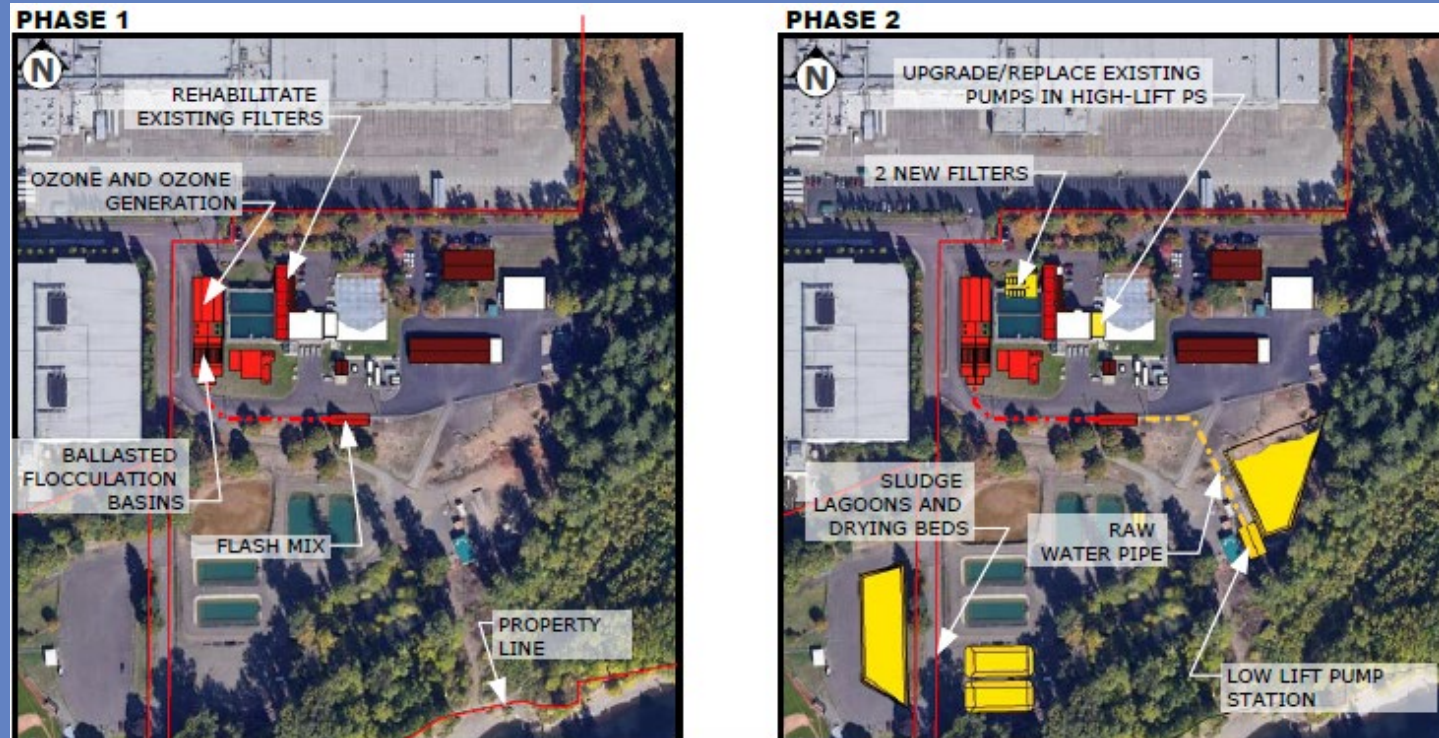 PHASE 1
N
REHABILITATE
EXISTING FILTERS
OZONE AND OZONE
GENERATION
BALLASTED
FLOCCULATION
BASINS
FLASH MIX
PROPERTY
LINE
PHASE 2
N
UPGRADE/REPLACE EXISTING
PUMPS IN HIGH-LIFT PS
2 NEW FILTERS
SLUDGE
LAGOONS AND
DRYING BEDS
RAW
WATER PIPE
LOW LIFT PUMP
STATION